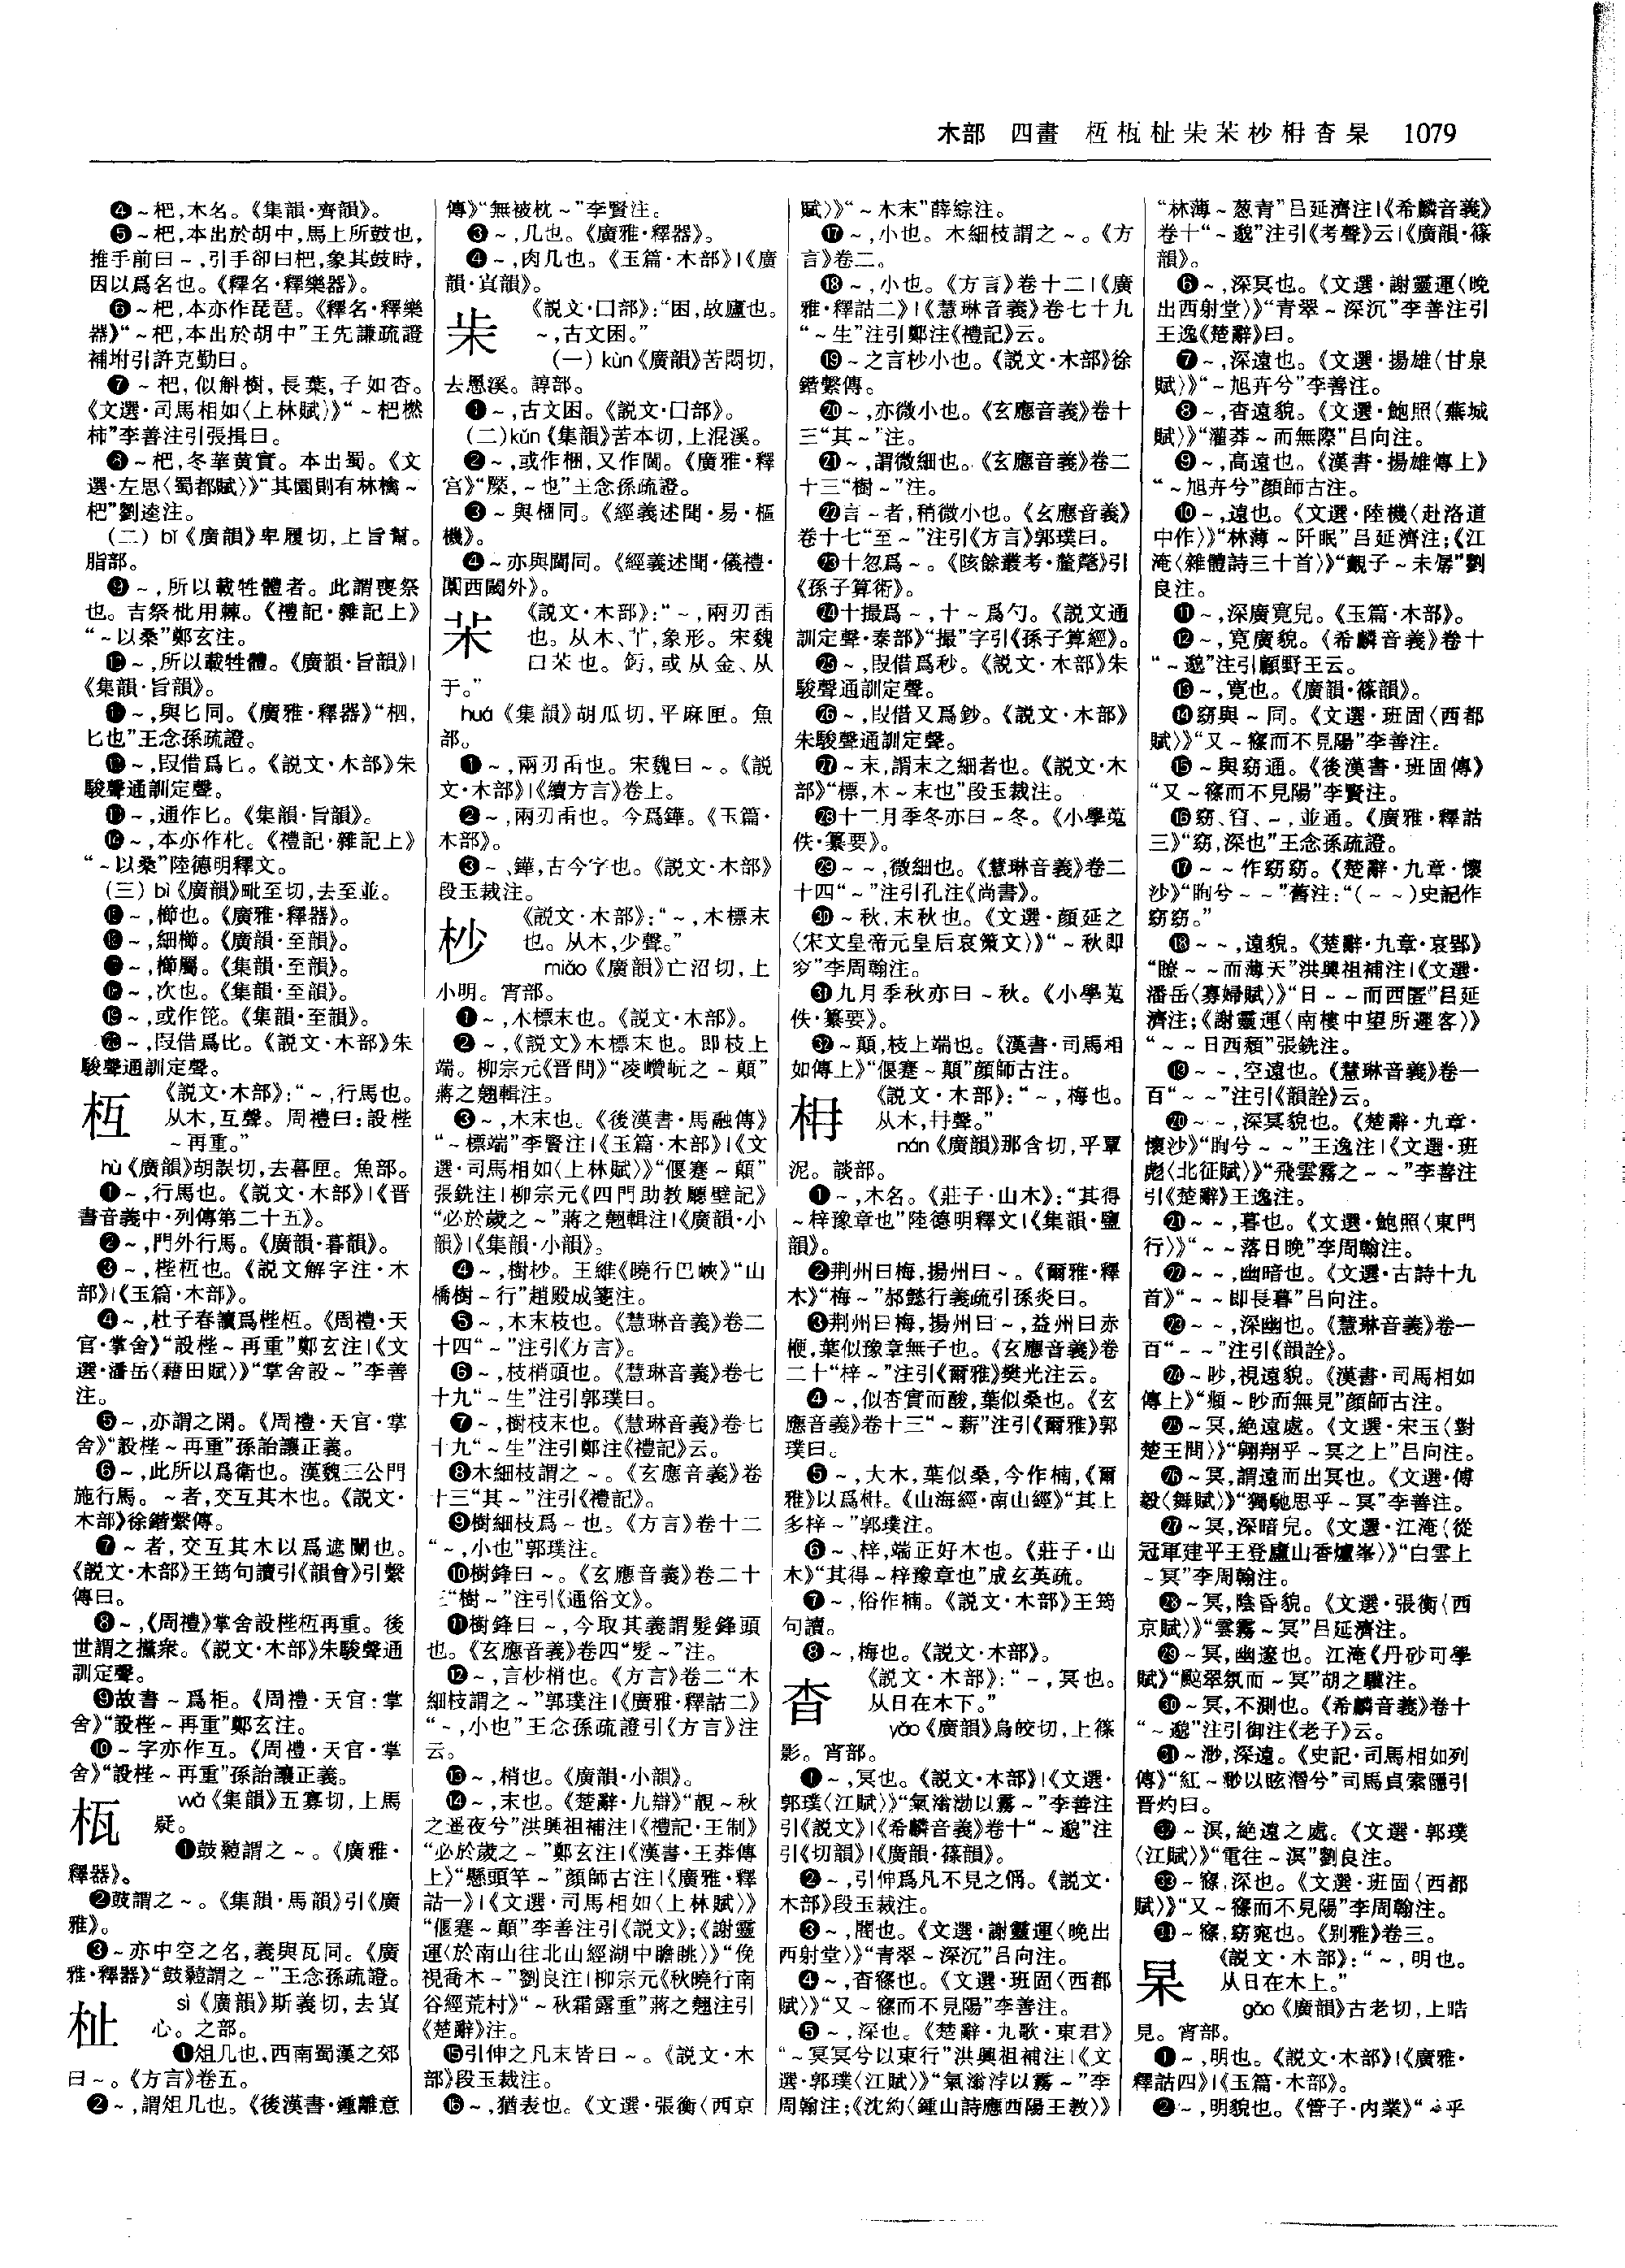 木部　四畫　枑㧚杫朿芣杪枏杳杲　1079
❹~杷,木名。《集韻·齊韻》。
❺~杷,本出於胡中,馬上所鼓也,
推手前曰~,引手卻曰杷,象其鼓時,
因以爲名也。《釋名·釋樂器》。
❻~杷,本亦作琵琶。《釋名·釋樂
器》“~杷,本出於胡中”王先謙疏證
補坿引許克勤曰。
❼~杷,似斛樹,長葉,子如杏。
《文選·司馬相如〈上林賦〉》“~杷橪
柿”李善注引張揖曰。
❽~杷,冬華黄實。本出蜀。《文
選·左思〈蜀都賦〉》“其園則有林檎~
杷”劉逵注。
(二) bǐ《廣韻》卑履切,上旨幫。
脂部。
❾~,所以載牲體者。此謂喪祭
也。吉祭枇用棘。《禮記·雜記上》
“~以桑”鄭玄注。
❿~,所以載牲體。《廣韻·旨韻》|
《集韻·旨韻》。
⓫~,與匕同。《廣雅·釋器》“柶,
匕也”王念孫疏證。
⓬~,叚借爲匕。《説文·木部》朱
駿聲通訓定聲。
⓭~,通作匕。《集韻·旨韻》。
⓮~,本亦作朼。《禮記·雜記上》
“~以桑”陸德明釋文。
(三) bì《廣韻》毗至切,去至並。
⓯~,櫛也。《廣雅·釋器》。
⓰~,細櫛。《廣韻·至韻》。
⓱~,櫛屬。《集韻·至韻》。
⓲~,次也。《集韻·至韻》。
⓳~,或作笓。《集韻·至韻》。
⓴~,叚借爲比。《説文·木部》朱
駿聲通訓定聲。
枑　《説文·木部》:“~,行馬也。
从木,互聲。周禮曰:設梐
~再重。”
hù《廣韻》胡誤切,去暮匣。魚部。
❶~,行馬也。《説文·木部》|《晋
書音義中·列傳第二十五》。
❷~,門外行馬。《廣韻·暮韻》。
❸~,梐枑也。《説文解字注·木
部》|《玉篇·木部》。
❹~,杜子春讀爲梐枑。《周禮·天
官·掌舍》“設梐~再重”鄭玄注|《文
選·潘岳〈藉田賦〉》“掌舍設~”李善
注。
❺~,亦謂之閑。《周禮·天官·掌
舍》“設梐~再重”孫詒讓正義。
❻~,此所以爲衛也。漢魏三公門
施行馬。~者,交互其木也。《説文·
木部》徐鍇繫傳。
❼~者,交互其木以爲遮闌也。
《説文·木部》王筠句讀引《韻會》引繫
傳曰。
❽~,《周禮》掌舍設梐枑再重。後
世謂之攩衆。《説文·木部》朱駿聲通
訓定聲。
❾故書~爲柜。《周禮·天官·掌
舍》“設梐~再重”鄭玄注。
❿~字亦作互。《周禮·天官·掌
舍》“設梐~再重”孫詒讓正義。
wǎ《集韻》五寡切,上馬
疑。
❶鼓䫙謂之~。《廣雅·
釋器》。
❷鼓謂之~。《集韻·馬韻》引《廣
雅》。
❸~亦中空之名,義與瓦同。《廣
雅·釋器》“鼓䫙謂之~”王念孫疏證。
杫　sì《廣韻》斯義切,去寘
心。之部。
❶俎几也,西南蜀漢之郊
曰~。《方言》卷五。
❷~,謂俎几也。《後漢書·鍾離意
傳》“無被枕~”李賢注。
❸~,几也。《廣雅·釋器》。
❹~,肉几也。《玉篇·木部》|《廣
韻·寘韻》。
《説文·囗部》:“困,故廬也。
~,古文困。”
(一) kùn《廣韻》苦悶切,
去慁溪。諄部。
❶~,古文困。《説文·囗部》。
(二)kǔn《集韻》苦本切,上混溪。
❷~,或作梱,又作閫。《廣雅·釋
宫》“橜,~也”王念孫疏證。
❸~與梱同。《經義述聞·易·樞
機》。
❹~亦與閫同。《經義述聞·儀禮·
闑西閾外》。
《説文·木部》:“~,兩刃臿
也。从木、𦫳,象形。宋魏
曰茉也。釪,或从金、从
于。”
huá《集韻》胡瓜切,平麻匣。魚
部。
❶~,兩刃臿也。宋魏曰~。《説
文·木部》|《續方言》卷上。
❷~,兩刃臿也。今爲鏵。《玉篇·
木部》。
❸~,鏵,古今字也。《説文·木部》
段玉裁注。
杪　《説文·木部》:“~,木標末
也。从木,少聲。”
miǎo《廣韻》亡沼切,上
小明。宵部。
❶~,木標末也。《説文·木部》。
❷~,《説文》木標末也。即枝上
端。柳宗元《晋問》“凌巑岏之~顛”
蔣之翹輯注。
❸~,木末也。《後漢書·馬融傳》
“~標端”李賢注|《玉篇·木部》|《文
選·司馬相如〈上林賦〉》“偃蹇~顛”
張銑注|柳宗元《四門助教廳壁記》
“必於歲之~”蔣之翹輯注|《廣韻·小
韻》|《集韻·小韻》。
❹~,樹杪。王維《曉行巴峽》“山
橋樹~行”趙殿成箋注。
❺~,木末枝也。《慧琳音義》卷二
十四“~”注引《方言》。
❻~,枝梢頭也。《慧琳音義》卷七
十九“~生”注引郭璞曰。
❼~,樹枝末也。《慧琳音義》卷七
十九“~生”注引鄭注《禮記》云。
❽木細枝謂之~。《玄應音義》卷
十三“其~”注引《禮記》。
❾樹細枝爲~也。《方言》卷十二
“~,小也”郭璞注。
❿樹鋒曰~。《玄應音義》卷二十
二“樹~”注引《通俗文》。
⓫樹鋒曰~,今取其義謂髮鋒頭
也。《玄應音義》卷四“髮~”注。
⓬~,言杪梢也。《方言》卷二“木
細枝謂之~”郭璞注|《廣雅·釋詁二》
“~,小也”王念孫疏證引《方言》注
云。
⓭~,梢也。《廣韻·小韻》。
⓮~,末也。《楚辭·九辯》“靚~秋
之遥夜兮”洪興祖補注|《禮記·王制》
“必於歲之~”鄭玄注|《漢書·王莽傳
上》“懸頭竿~”顔師古注|《廣雅·釋
詁一》|《文選·司馬相如〈上林賦〉》
“偃蹇~顛”李善注引《説文》;《謝靈
運〈於南山往北山經湖中瞻眺〉》“俛
視喬木~”劉良注|柳宗元《秋曉行南
谷經荒村》“~秋霜露重”蔣之翹注引
《楚辭》注。
⓯引伸之凡末皆曰~。《説文·木
部》段玉裁注。
⓰~,猶表也。《文選·張衡〈西京
賦〉》“~木末”薛綜注。
⓱~,小也。木細枝謂之~。《方
言》卷二。
⓲~,小也。《方言》卷十二|《廣
雅·釋詁二》|《慧琳音義》卷七十九
“~生”注引鄭注《禮記》云。
⓳~之言杪小也。《説文·木部》徐
鍇繫傳。
⓴~,亦微小也。《玄應音義》卷十
三“其~”注。
㉑~,謂微細也。《玄應音義》卷二
十三“樹~”注。
㉒言~者,稍微小也。《玄應音義》
卷十七“至~”注引《方言》郭璞曰。
㉓十忽爲~。《陔餘叢考·釐毫》引
《孫子算術》。
㉔十撮爲~,十~爲勺。《説文通
訓定聲·泰部》“撮”字引《孫子算經》。
㉕~,叚借爲秒。《説文·木部》朱
駿聲通訓定聲。
㉖~,叚借又爲鈔。《説文·木部》
朱駿聲通訓定聲。
㉗~末,謂末之細者也。《説文·木
部》“標,木~末也”段玉裁注。
㉘十二月季冬亦曰~冬。《小學蒐
佚·纂要》。
㉙~~,微細也。《慧琳音義》卷二
十四“~”注引孔注《尚書》。
㉚~秋,末秋也。《文選·顔延之
〈宋文皇帝元皇后哀策文〉》“~秋即
穸”李周翰注。
㉛九月季秋亦曰~秋。《小學蒐
佚·纂要》。
㉜~顛,枝上端也。《漢書·司馬相
如傳上》“偃蹇~顛”顔師古注。
枏　《説文·木部》:“~,梅也。
从木,冄聲。”
nán《廣韻》那含切,平覃
泥。談部。
❶~,木名。《莊子·山木》:“其得
~梓豫章也”陸德明釋文|《集韻·鹽
韻》。
❷荆州曰梅,揚州曰~。《爾雅·釋
木》“梅~”郝懿行義疏引孫炎曰。
❸荆州曰梅,揚州曰~,益州曰赤
楩,葉似豫章無子也。《玄應音義》卷
二十“梓~”注引《爾雅》樊光注云。
❹~,似杏實而酸,葉似桑也。《玄
應音義》卷十三“~薪”注引《爾雅》郭
璞曰。
❺~,大木,葉似桑,今作楠,《爾
雅》以爲枏。《山海經·南山經》“其上
多梓~”郭璞注。
❻~、梓,端正好木也。《莊子·山
木》“其得~梓豫章也”成玄英疏。
❼~,俗作楠。《説文·木部》王筠
句讀。
❽~,梅也。《説文·木部》。
杳　《説文·木部》:“~,冥也。
从日在木下。”
yǎo《廣韻》烏皎切,上篠
影。宵部。
❶~,冥也。《説文·木部》|《文選·
郭璞〈江賦〉》“氣滃渤以霧~”李善注
引《説文》|《希麟音義》卷十“~邈”注
引《切韻》|《廣韻·篠韻》。
❷~,引伸爲凡不見之偁。《説文·
木部》段玉裁注。
❸~,闇也。《文選·謝靈運〈晚出
西射堂〉》“青翠~深沉”吕向注。
❹~,杳窱也。《文選·班固〈西都
賦〉》“又~窱而不見陽”李善注。
❺~,深也。《楚辭·九歌·東君》
“~冥冥兮以東行”洪興祖補注|《文
選·郭璞〈江賦〉》“氣滃浡以霧~”李
周翰注;《沈約〈鍾山詩應西陽王教〉》
“林薄~葱青”吕延濟注|《希麟音義》
卷十“~邈”注引《考聲》云|《廣韻·篠
韻》。
❻~,深冥也。《文選·謝靈運〈晚
出西射堂〉》“青翠~深沉”李善注引
王逸《楚辭》曰。
❼~,深遠也。《文選·揚雄〈甘泉
賦〉》“~旭卉兮”李善注。
❽~,杳遠貌。《文選·鮑照〈蕪城
賦〉》“灌莽~而無際”吕向注。
❾~,高遠也。《漢書·揚雄傳上》
“~旭卉兮”顔師古注。
❿~,遠也。《文選·陸機〈赴洛道
中作〉》“林薄~阡眠”吕延濟注;《江
淹〈雜體詩三十首〉》“覿子~未僝”劉
良注。
⓫~,深廣寬皃。《玉篇·木部》。
⓬~,寬廣貌。《希麟音義》卷十
“~邈”注引顧野王云。
⓭~,寬也。《廣韻·篠韻》。
⓮窈與~同。《文選·班固〈西都
賦〉》“又~窱而不見陽”李善注。
⓯~與窈通。《後漢書·班固傳》
“又~窱而不見陽”李賢注。
⓰窈、窅、~,並通。《廣雅·釋詁
三》“窈,深也”王念孫疏證。
⓱~~作窈窈。《楚辭·九章·懷
沙》“眴兮~~”舊注:“(~~)史記作
窈窈。”
⓲~~,遠貌。《楚辭·九章·哀郢》
“瞭~~而薄天”洪興祖補注|《文選·
潘岳〈寡婦賦〉》“日~~而西匿”吕延
濟注;《謝靈運〈南樓中望所遲客〉》
“~~日西頹”張銑注。
⓳~~,空遠也。《慧琳音義》卷一
百“~~”注引《韻詮》云。
⓴~~,深冥貌也。《楚辭·九章·
懷沙》“眴兮~~”王逸注|《文選·班
彪〈北征賦〉》“飛雲霧之~~”李善注
引《楚辭》王逸注。
㉑~~,暮也。《文選·鮑照〈東門
行〉》“~~落日晚”李周翰注。
㉒~~,幽暗也。《文選·古詩十九
首》“~~即長暮”吕向注。
㉓~~,深幽也。《慧琳音義》卷一
百“~~”注引《韻詮》。
㉔~眇,視遠貌。《漢書·司馬相如
傳上》“頫~眇而無見”顔師古注。
㉕~冥,絶遠處。《文選·宋玉〈對
楚王問〉》“翱翔乎~冥之上”吕向注。
㉖~冥,謂遠而出冥也。《文選·傅
毅〈舞賦〉》“獨馳思乎~冥”李善注。
㉗~冥,深暗皃。《文選·江淹〈從
冠軍建平王登廬山香爐峯〉》“白雲上
~冥”李周翰注。
㉘~冥,陰昏貌。《文選·張衡〈西
京賦〉》“雲霧~冥”吕延濟注。
㉙~冥,幽邃也。江淹《丹砂可學
賦》“颭翠氛而~冥”胡之驥注。
㉚~冥,不測也。《希麟音義》卷十
“~邈”注引御注《老子》云。
㉛~渺,深遠。《史記·司馬相如列
傳》“紅~渺以眩湣兮”司馬貞索隱引
晋灼曰。
㉜~溟,絶遠之處。《文選·郭璞
〈江賦〉》“電往~溟”劉良注。
㉝~窱,深也。《文選·班固〈西都
賦〉》“又~窱而不見陽”李周翰注。
㉞~窱,窈窕也。《别雅》卷三。
杲　《説文·木部》:“~,明也。
从日在木上。”
gǎo《廣韻》古老切,上晧
見。宵部。
❶~,明也。《説文·木部》|《廣雅·
釋詁四》|《玉篇·木部》。
❷~,明貌也。《管子·内業》“~乎